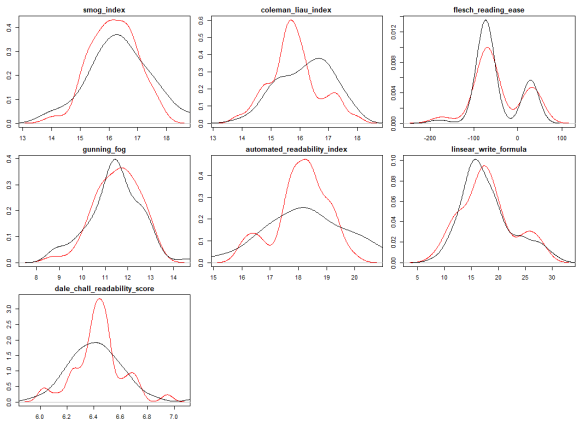 smog_index
coleman_liau_index
flesch_reading_ease
0.0 0.1 0.2 0.3 0.4
13 14 15 16 17 18
0.0 0.1 0.2 0.3 0.4 0.5 0.6
13 14 15 16 17 18
0.000 0.004 0.008 0.012
-200 -100 0 100
gunning_fog
automated_readability_index
linear_write_formula
0.0 0.1 0.2 0.3 0.4
8 9 10 11 12 13 14
0.0 0.1 0.2 0.3 0.4
15 16 17 18 19 20
0.00 0.02 0.04 0.06 0.08 0.10
5 10 15 20 25 30
dale_chall_readability_score
0.0 0.5 1.0 1.5 2.0 2.5 3.0
6.0 6.2 6.4 6.6 6.8 7.0